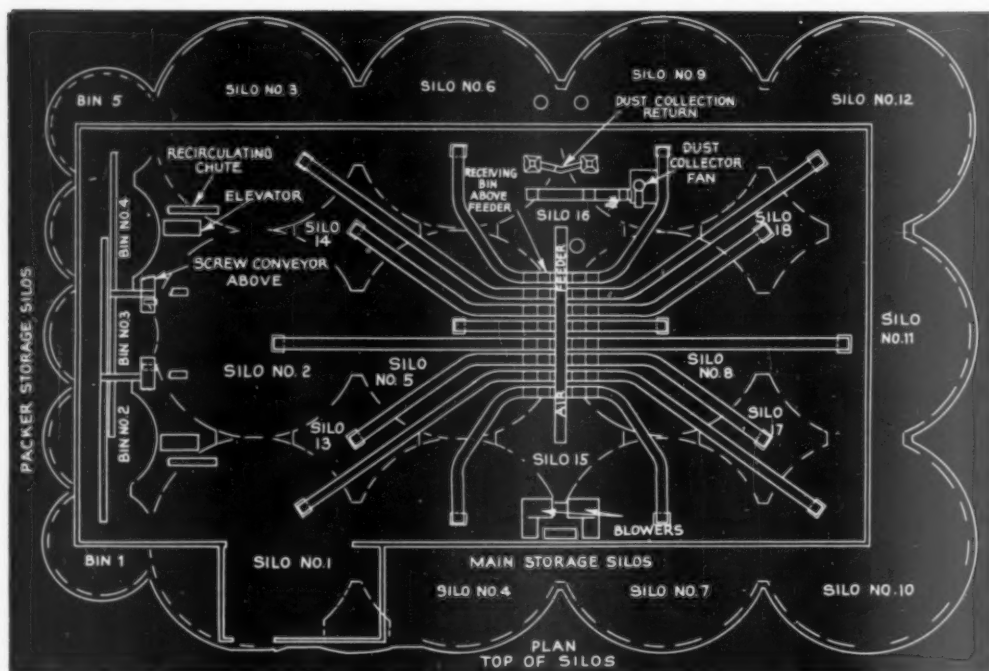 BIN 5
SILO NO. 3
SILO NO. 6
SILO NO. 9
SILO NO. 12
DUST COLLECTION
RETURN
RECIRCULATING
CHUTE
ELEVATOR
RECEIVING
BIN
ABOVE
FEEDER
DUST
COLLECTOR
FAN
BIN NO. 4
SILO
14
SILO 16
SILO
18
SCREW CONVEYOR
ABOVE
FEEDER
PACKER STORAGE SILOS
BIN NO. 3
SILO NO. 2
SILO
NO. 5
SILO
NO. 8
SILO
NO. 11
BIN NO. 2
AIR
SILO
13
SILO 15
SILO
17
BLOWERS
BIN 1
SILO NO. 1
MAIN STORAGE SILOS
SILO NO. 4
SILO NO. 7
SILO NO. 10
PLAN
TOP OF SILOS